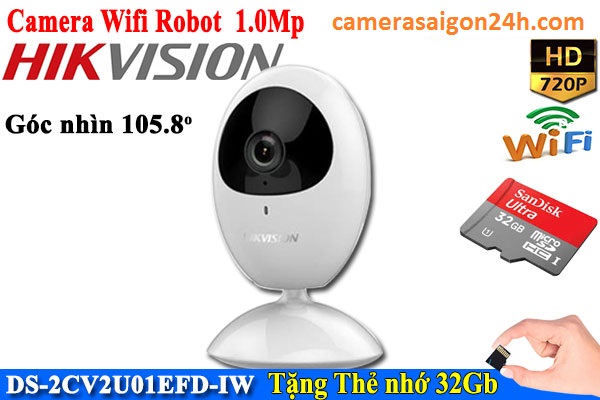 Camera Wifi Robot 1.0Mp
camerasaigon24h.com
HIKVISION
HD
720P
Góc nhìn 105.8º
WiFi
SanDisk
Ultra
32GB
micro
SD
HC I
HIKVISION
DS-2CV2U01EFD-IW Tặng Thẻ nhớ 32Gb